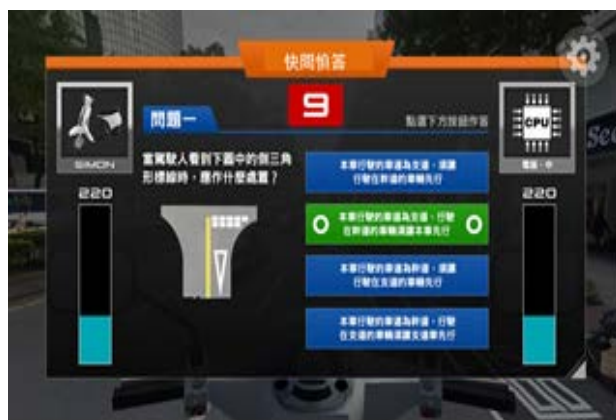 快問慎答
9
問題一
點選下方按鈕作答
SIMON
CPU
電腦-中
220
220
當駕駛人看到下圖中的倒三角
形標線時,應作什麼處置?
本車行駛的車道為支道,須讓
行駛在幹道的車輛先行
本車行駛的車道為支道,行駛
在幹道的車輛須讓本車先行
本車行駛的車道為幹道,須讓
行駛在支道的車輛先行
本車行駛的車道為幹道,行駛
在支道的車輛須讓支道車先行